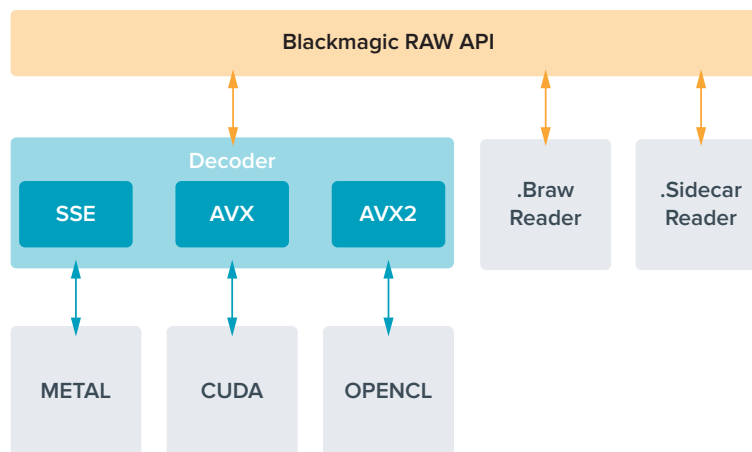 Blackmagic RAW API
Decoder
SSE
AVX
AVX2
.Braw
Reader
.Sidecar
Reader
METAL
CUDA
OPENCL